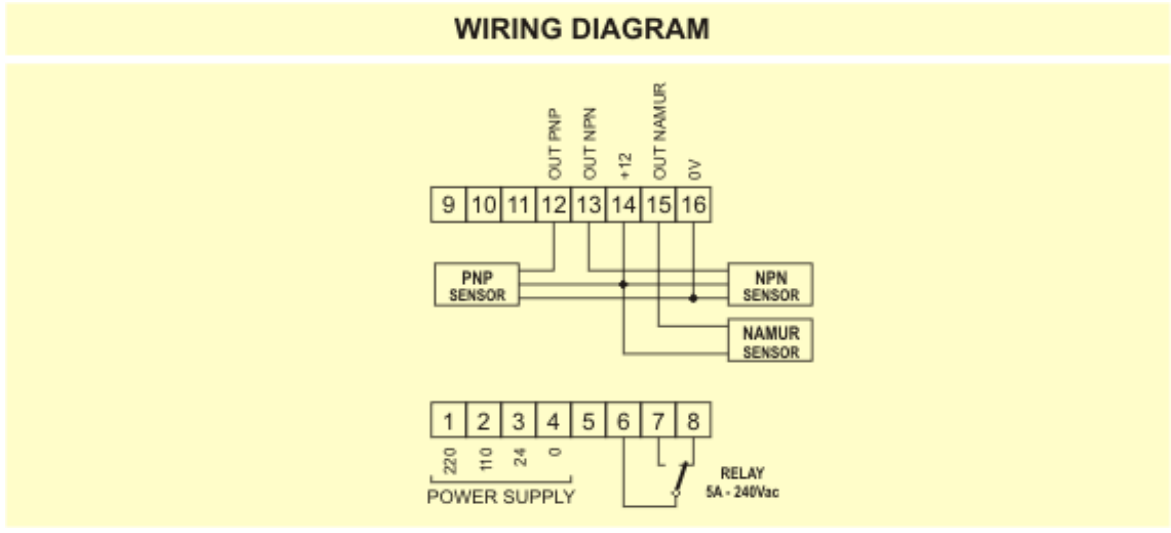 WIRING DIAGRAM
OUT PNP
OUT NPN
+12
OUT NAMUR
0V
9 10 11 12 13 14 15 16
PNP
SENSOR
NPN
SENSOR
NAMUR
SENSOR
1 2 3 4 5 6 7 8
220
110
24
0
POWER SUPPLY
RELAY
5A - 240Vac